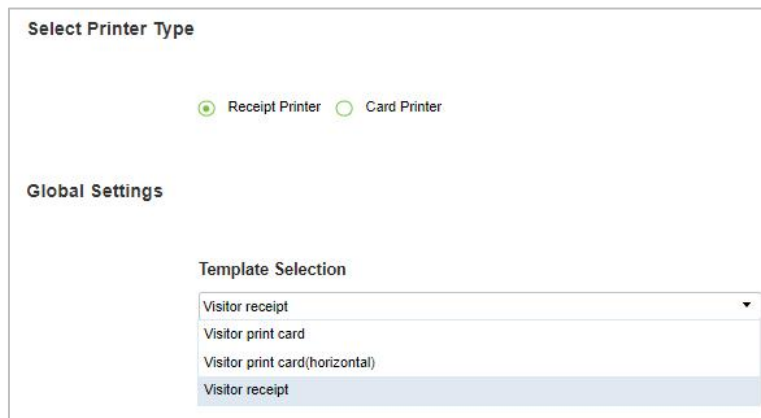 Select Printer Type
Receipt Printer Card Printer
Global Settings
Template Selection
Visitor receipt
Visitor print card
Visitor print card(horizontal)
Visitor receipt